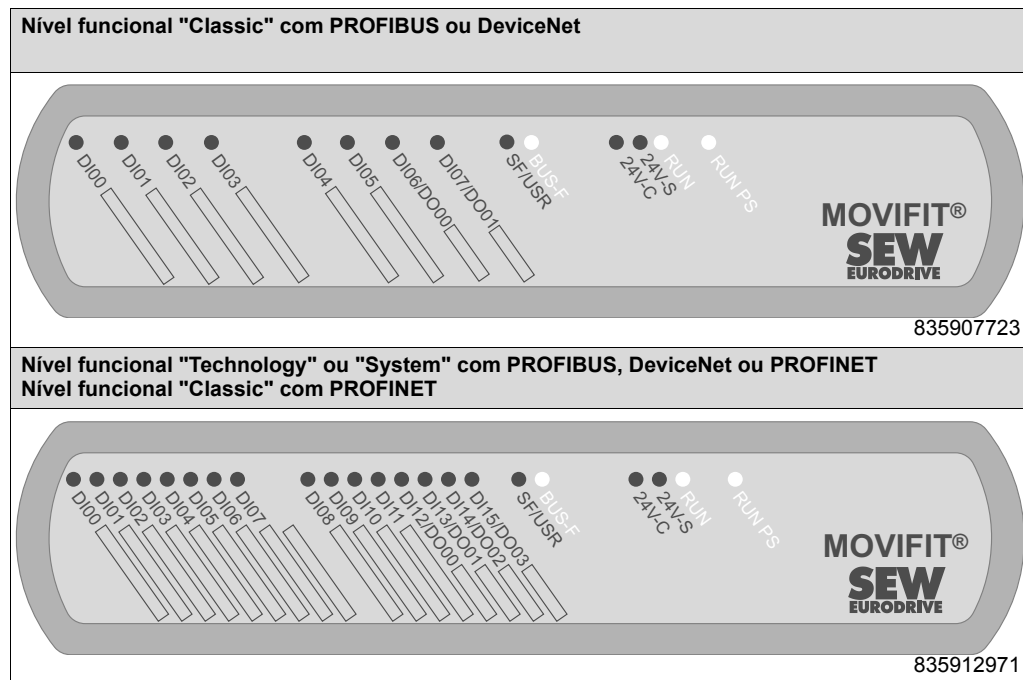 Nível funcional "Classic" com PROFIBUS ou DeviceNet
DI00
DI01
DI02
DI03
DI04
DI05
DI06/DO00
DI07/DO01
SF/USR
BUS-F
24V-C
24V-S
RUN
RUN PS
MOVIFIT®
SEW
EURODRIVE
835907723
Nível funcional "Technology" ou "System" com PROFIBUS, DeviceNet ou PROFINET
Nível funcional "Classic" com PROFINET
DI00
DI01
DI02
DI03
DI04
DI05
DI06
DI07
DI08
DI09
DI10
DI11
DI12/DO00
DI13/DO01
DI14/DO02
DI15/DO03
SF/USR
BUS-F
24V-C
24V-S
RUN
RUN PS
MOVIFIT®
SEW
EURODRIVE
835912971